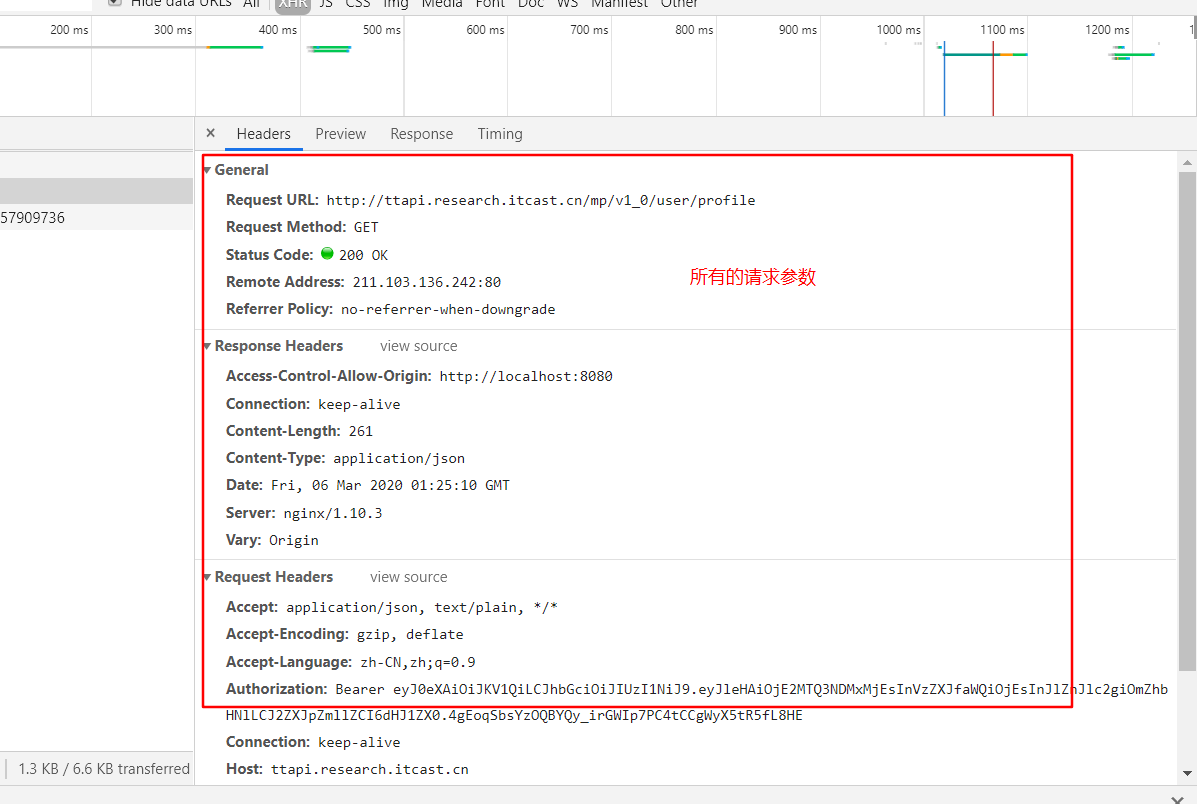 Hide data URLs All XHR JS CSS Img Media Font Doc WS Manifest Other
200 ms 300 ms 400 ms 500 ms 600 ms 700 ms 800 ms 900 ms 1000 ms 1100 ms 1200 ms
× Headers Preview Response Timing
General
Request URL: http://ttapi.research.itcast.cn/mp/v1_0/user/profile
57909736
Request Method: GET
Status Code: 200 OK
所有的请求参数
Remote Address: 211.103.136.242:80
Referrer Policy: no-referrer-when-downgrade
Response Headers view source
Access-Control-Allow-Origin: http://localhost:8080
Connection: keep-alive
Content-Length: 261
Content-Type: application/json
Date: Fri, 06 Mar 2020 01:25:10 GMT
Server: nginx/1.10.3
Vary: Origin
Request Headers view source
Accept: application/json, text/plain, */*
Accept-Encoding: gzip, deflate
Accept-Language: zh-CN,zh;q=0.9
Authorization: Bearer eyJ0eXAiOiJKV1QiLCJhbGciOiJIUzI1NiJ9.eyJleHAiOjE2MTQ3NDMxMjEsInVzZXJfaWQiOjEsInJlZnJlc2giOmZhb
HNlLCJ2ZXJpZmllZCI6dHJ1ZX0.4gEoqSbsYzOQBYQy_irGWIp7PC4tCCgWyX5tR5fL8HE
Connection: keep-alive
Host: ttapi.research.itcast.cn
1.3 KB / 6.6 KB transferred